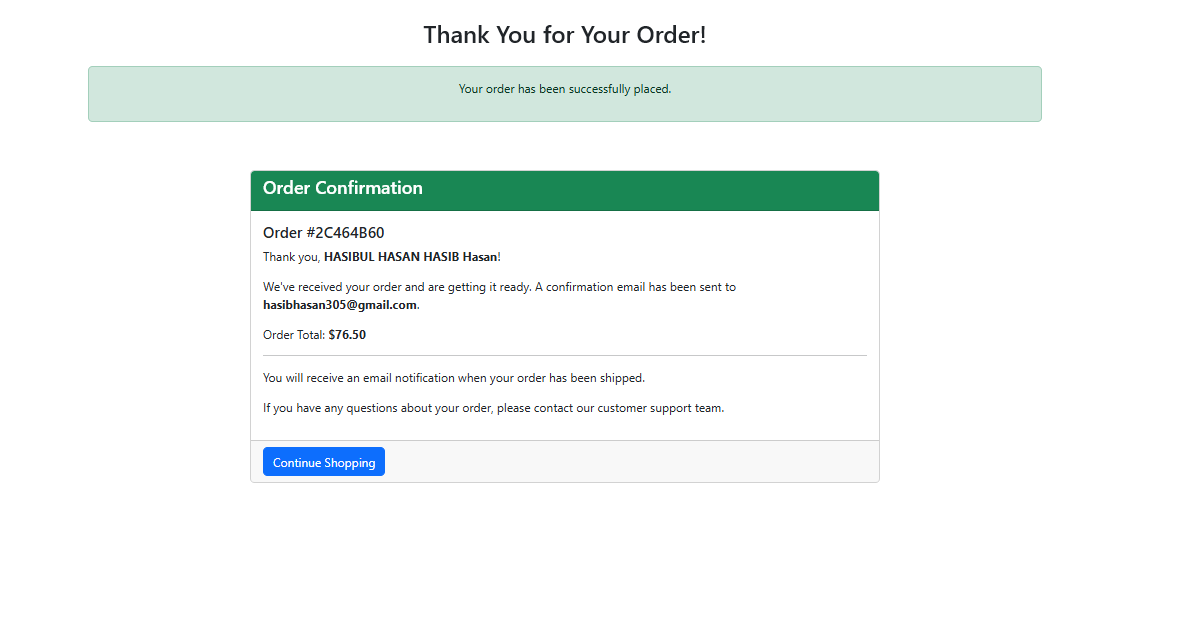 Thank You for Your Order!
Your order has been successfully placed.
Order Confirmation
Order #2C464B60
Thank you, HASIBUL HASAN HASIB Hasan!
We've received your order and are getting it ready. A confirmation email has been sent to
hasibhasan305@gmail.com.
Order Total: $76.50
You will receive an email notification when your order has been shipped.
If you have any questions about your order, please contact our customer support team.
Continue Shopping